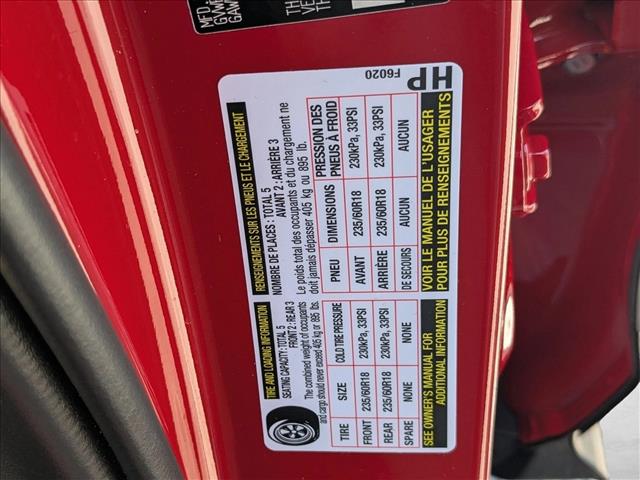 MFD
GVWR
GAWR
TH
VE
TH
TIRE AND LOADING INFORMATION
SEATING CAPACITY: TOTAL 5
FRONT 2 : REAR 3
The combined weight of occupants
and cargo should never exceed 405 kg or 895 lbs.
TIRE SIZE COLD TIRE PRESSURE
FRONT 235/60R18 230kPa, 33PSI
REAR 235/60R18 230kPa, 33PSI
SPARE NONE NONE
SEE OWNER'S MANUAL FOR
ADDITIONAL INFORMATION
RENSEIGNEMENTS SUR LES PNEUS ET LE CHARGEMENT
NOMBRE DE PLACES : TOTAL 5
AVANT 2 : ARRIÈRE 3
Le poids total des occupants et du chargement ne
doit jamais dépasser 405 kg ou 895 lb.
PNEU DIMENSIONS PRESSION DES
PNEUS À FROID
AVANT 235/60R18 230kPa, 33PSI
ARRIÈRE 235/60R18 230kPa, 33PSI
DE SECOURS AUCUN AUCUN
VOIR LE MANUEL DE L'USAGER
POUR PLUS DE RENSEIGNEMENTS
F6020
HP